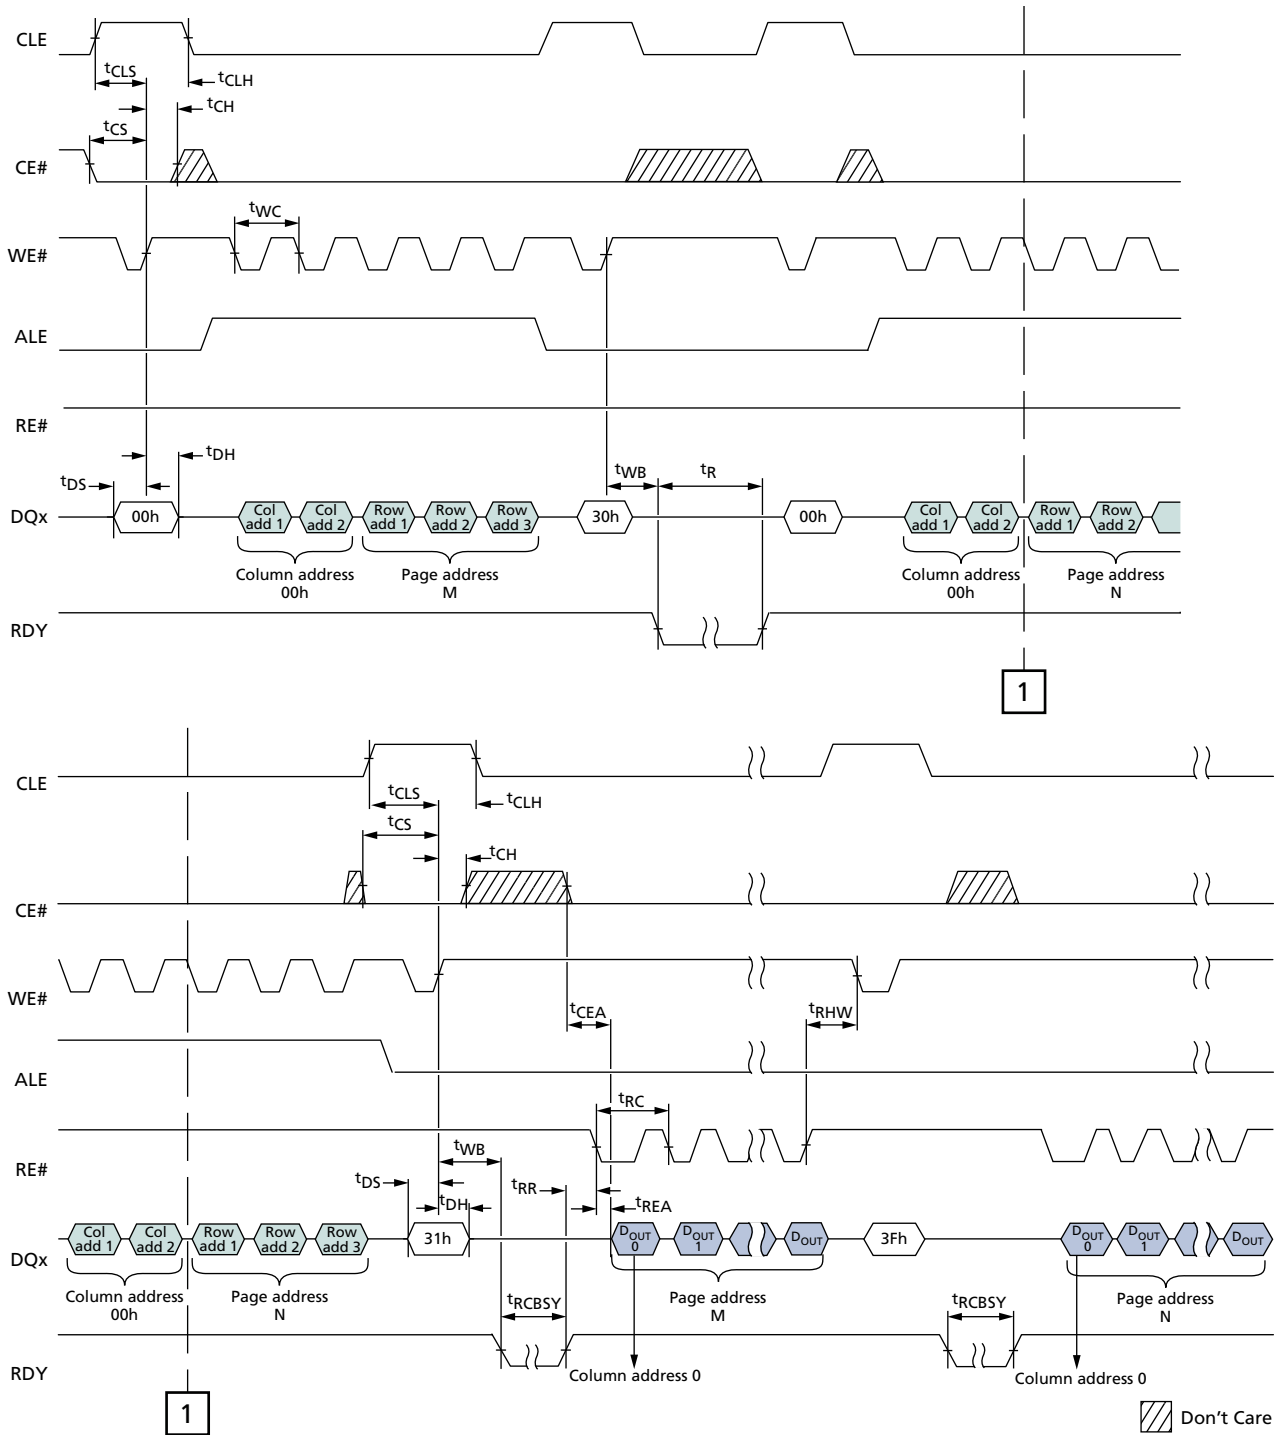 CLE
tCLS
tCLH
tCH
tCS
CE#
tWC
WE#
ALE
RE#
tDH
tDS
tWB
tR
DQx
00h
Col add 1
Col add 2
Row add 1
Row add 2
Row add 3
30h
00h
Col add 1
Col add 2
Row add 1
Row add 2
Column address 00h
Page address M
Column address 00h
Page address N
RDY
1
CLE
tCLS
tCLH
tCS
tCH
CE#
WE#
tCEA
tRHW
ALE
tRC
RE#
tWB
tDS
tDH
tRR
tREA
DQx
Col add 1
Col add 2
Row add 1
Row add 2
Row add 3
31h
DOUT 0
DOUT 1
DOUT
3Fh
DOUT 0
DOUT 1
DOUT
Column address 00h
Page address N
tRCBSY
Page address M
tRCBSY
Page address N
RDY
Column address 0
Column address 0
1
Don't Care